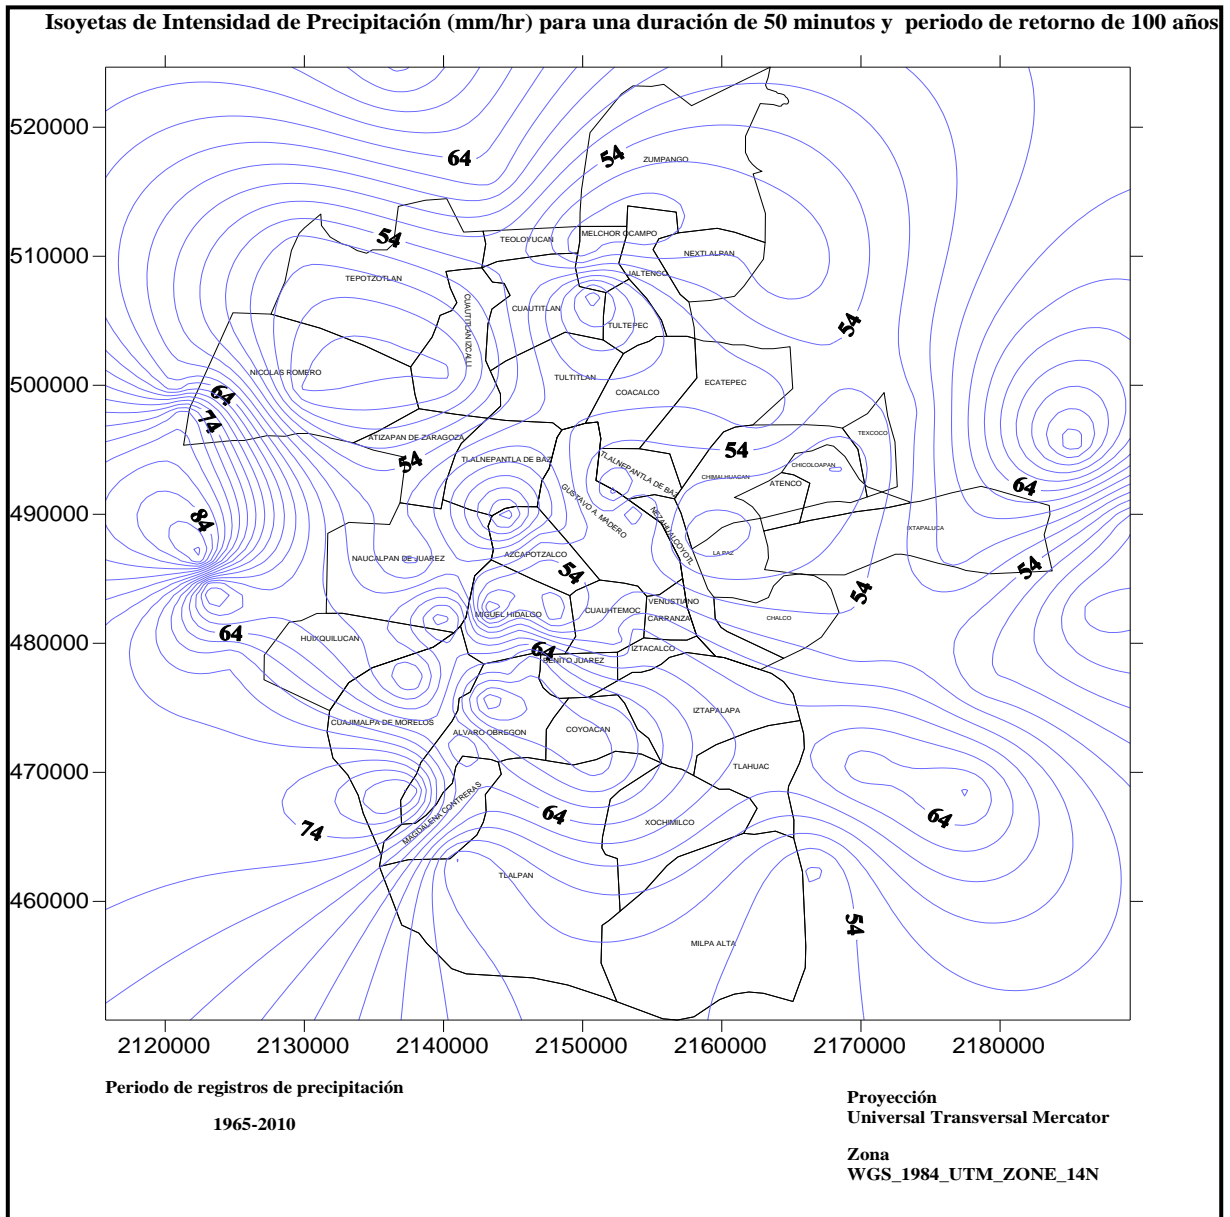 Isoyetas de Intensidad de Precipitación (mm/hr) para una duración de 50 minutos y periodo de retorno de 100 años
520000
510000
500000
490000
480000
470000
460000
64
54
ZUMPANGO
54
TEOLOYUCAN
MELCHOR OCAMPO
NEXTLALPAN
TEPOTZOTLAN
JALTENCO
CUAUTITLAN IZCALLI
CUAUTITLAN
TULTEPEC
54
NICOLAS ROMERO
TULTITLAN
COACALCO
ECATEPEC
64
74
ATIZAPAN DE ZARAGOZA
TEXCOCO
54
TLALNEPANTLA DE BAZ
TLALNEPANTLA DE BAZ
54
CHIMALHUACAN
CHICOLOAPAN
ATENCO
64
84
GUSTAVO A. MADERO
NEZAHUALCOYOTL
IXTAPALUCA
NAUCALPAN DE JUAREZ
AZCAPOTZALCO
LA PAZ
54
54
54
MIGUEL HIDALGO
CUAUHTEMOC
VENUSTIANO
CARRANZA
CHALCO
64
HUIXQUILUCAN
64
BENITO JUAREZ
IZTACALCO
CUAJIMALPA DE MORELOS
ALVARO OBREGON
COYOACAN
IZTAPALAPA
TLAHUAC
MAGDALENA CONTRERAS
74
64
XOCHIMILCO
64
TLALPAN
54
MILPA ALTA
2120000
2130000
2140000
2150000
2160000
2170000
2180000
Periodo de registros de precipitación
1965-2010
Proyección
Universal Transversal Mercator
Zona
WGS_1984_UTM_ZONE_14N